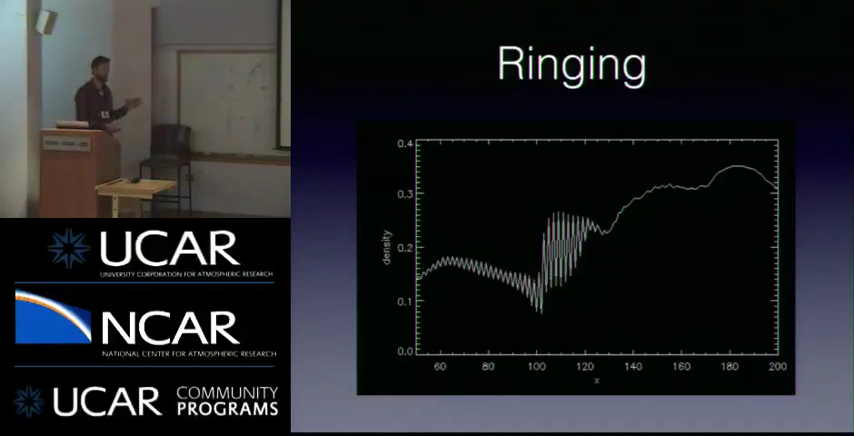 Ringing
0.4
0.3
0.2
0.1
0.0
density
60 80 100 120 140 160 180 200
x
UCAR
UNIVERSITY CORPORATION FOR ATMOSPHERIC RESEARCH
NCAR
NATIONAL CENTER FOR ATMOSPHERIC RESEARCH
UCAR COMMUNITY
PROGRAMS